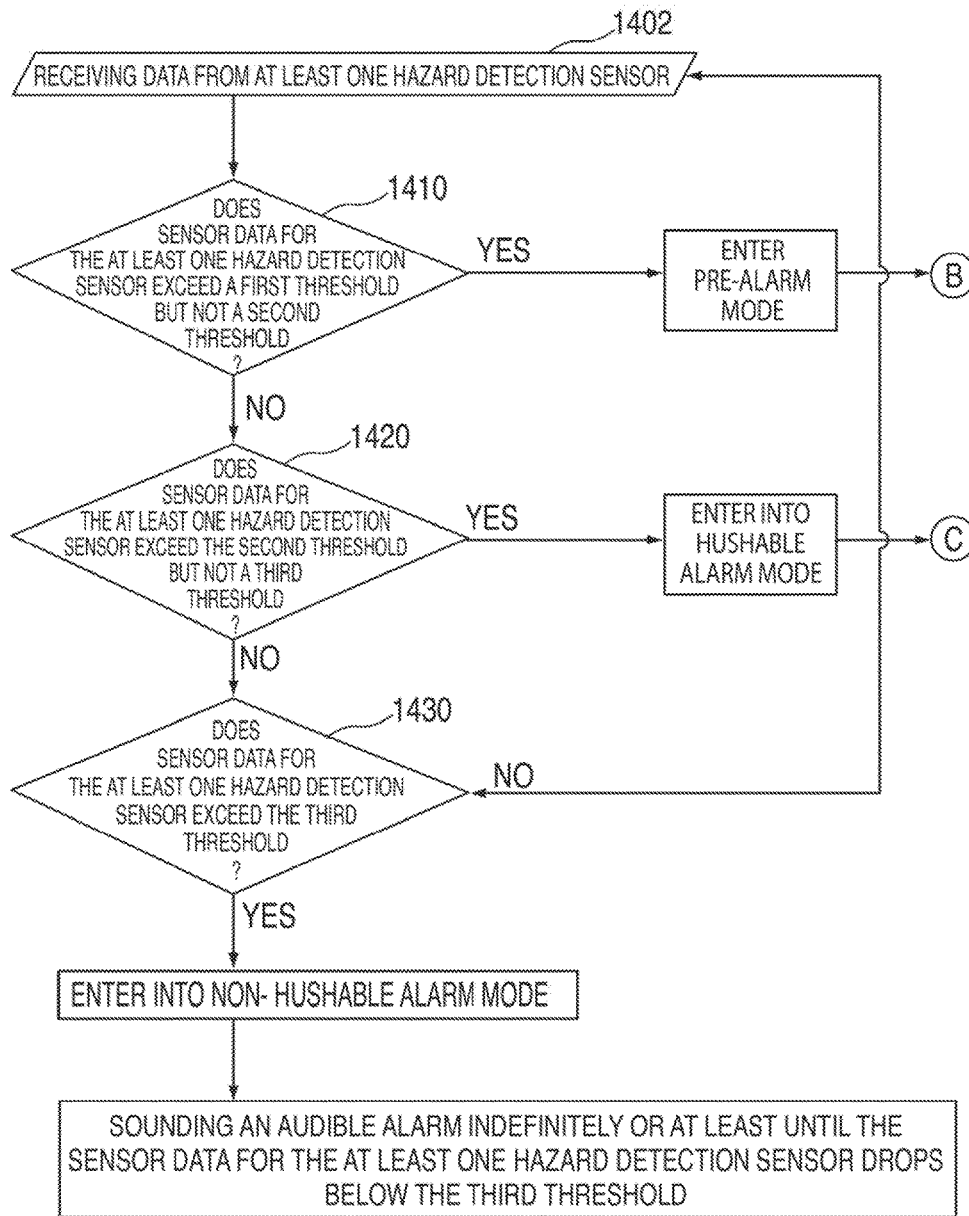 1402
RECEIVING DATA FROM AT LEAST ONE HAZARD DETECTION SENSOR
1410
DOES
SENSOR DATA FOR
THE AT LEAST ONE HAZARD DETECTION
SENSOR EXCEED A FIRST THRESHOLD
BUT NOT A SECOND
THRESHOLD
?
YES
ENTER
PRE-ALARM
MODE
B
NO
1420
DOES
SENSOR DATA FOR
THE AT LEAST ONE HAZARD DETECTION
SENSOR EXCEED THE SECOND THRESHOLD
BUT NOT A THIRD
THRESHOLD
?
YES
ENTER INTO
HUSHABLE
ALARM MODE
C
NO
1430
DOES
SENSOR DATA FOR
THE AT LEAST ONE HAZARD DETECTION
SENSOR EXCEED THE THIRD
THRESHOLD
?
NO
YES
ENTER INTO NON- HUSHABLE ALARM MODE
SOUNDING AN AUDIBLE ALARM INDEFINITELY OR AT LEAST UNTIL THE
SENSOR DATA FOR THE AT LEAST ONE HAZARD DETECTION SENSOR DROPS
BELOW THE THIRD THRESHOLD